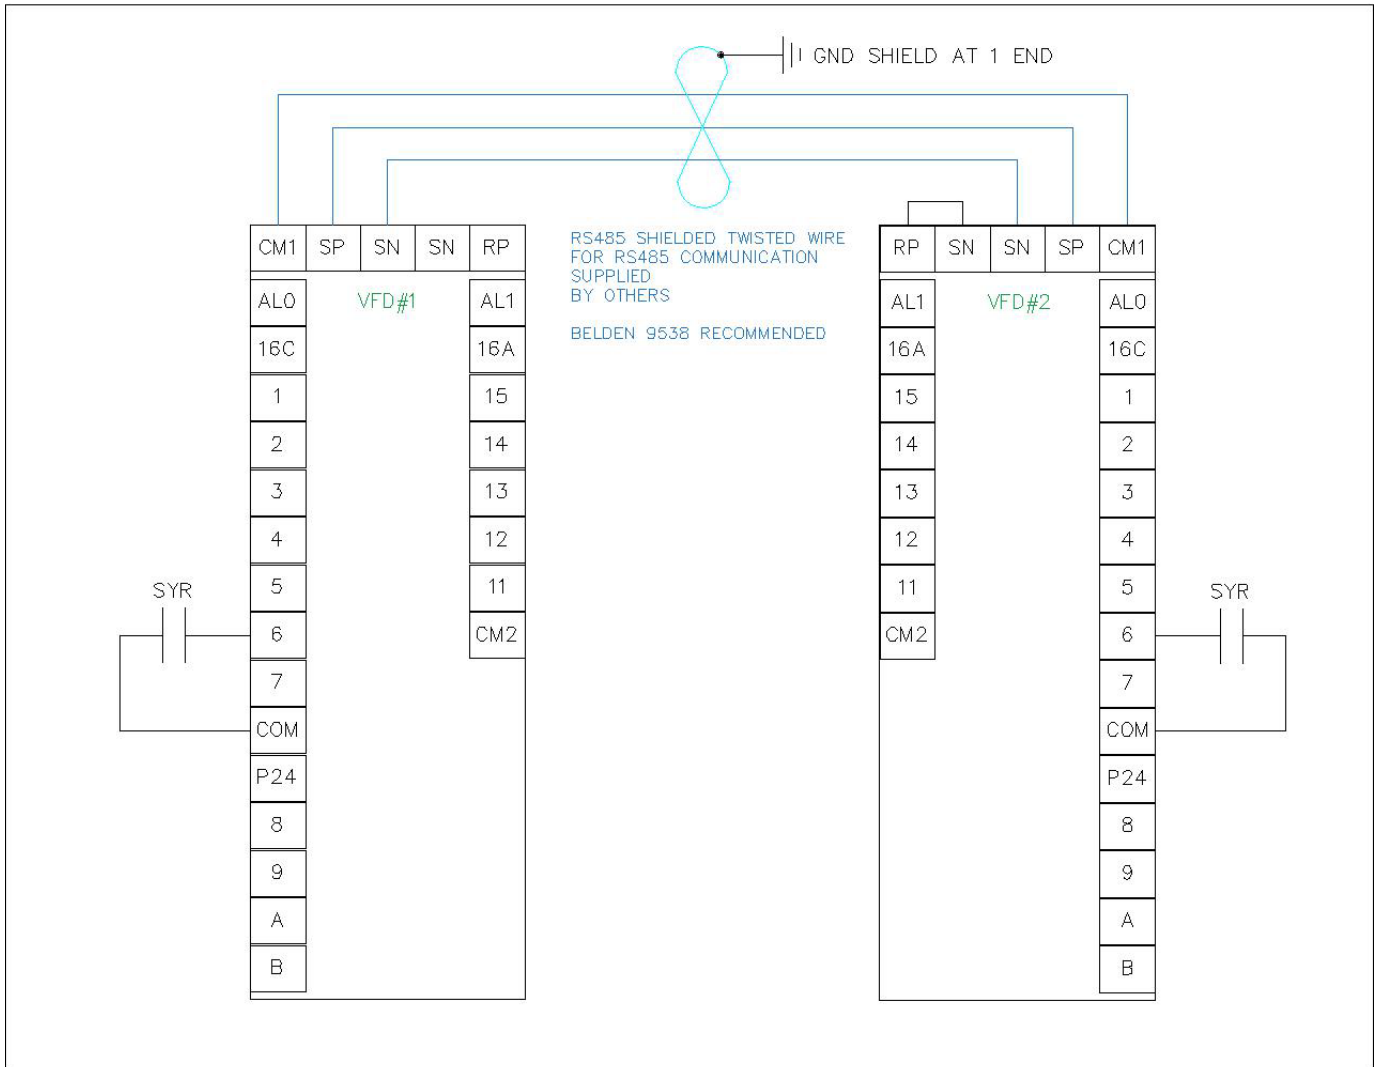 GND SHIELD AT 1 END
CM1 SP SN SN RP
RS485 SHIELDED TWISTED WIRE
FOR RS485 COMMUNICATION
SUPPLIED
BY OTHERS
BELDEN 9538 RECOMMENDED
RP SN SN SP CM1
AL0 VFD#1 AL1
16C 16A
1 15
2 14
3 13
4 12
5 11
SYR
6 CM2
7
COM
P24
8
9
A
B
AL1 VFD#2 AL0
16A 16C
15 1
14 2
13 3
12 4
11 5
SYR
CM2 6
7
COM
P24
8
9
A
B